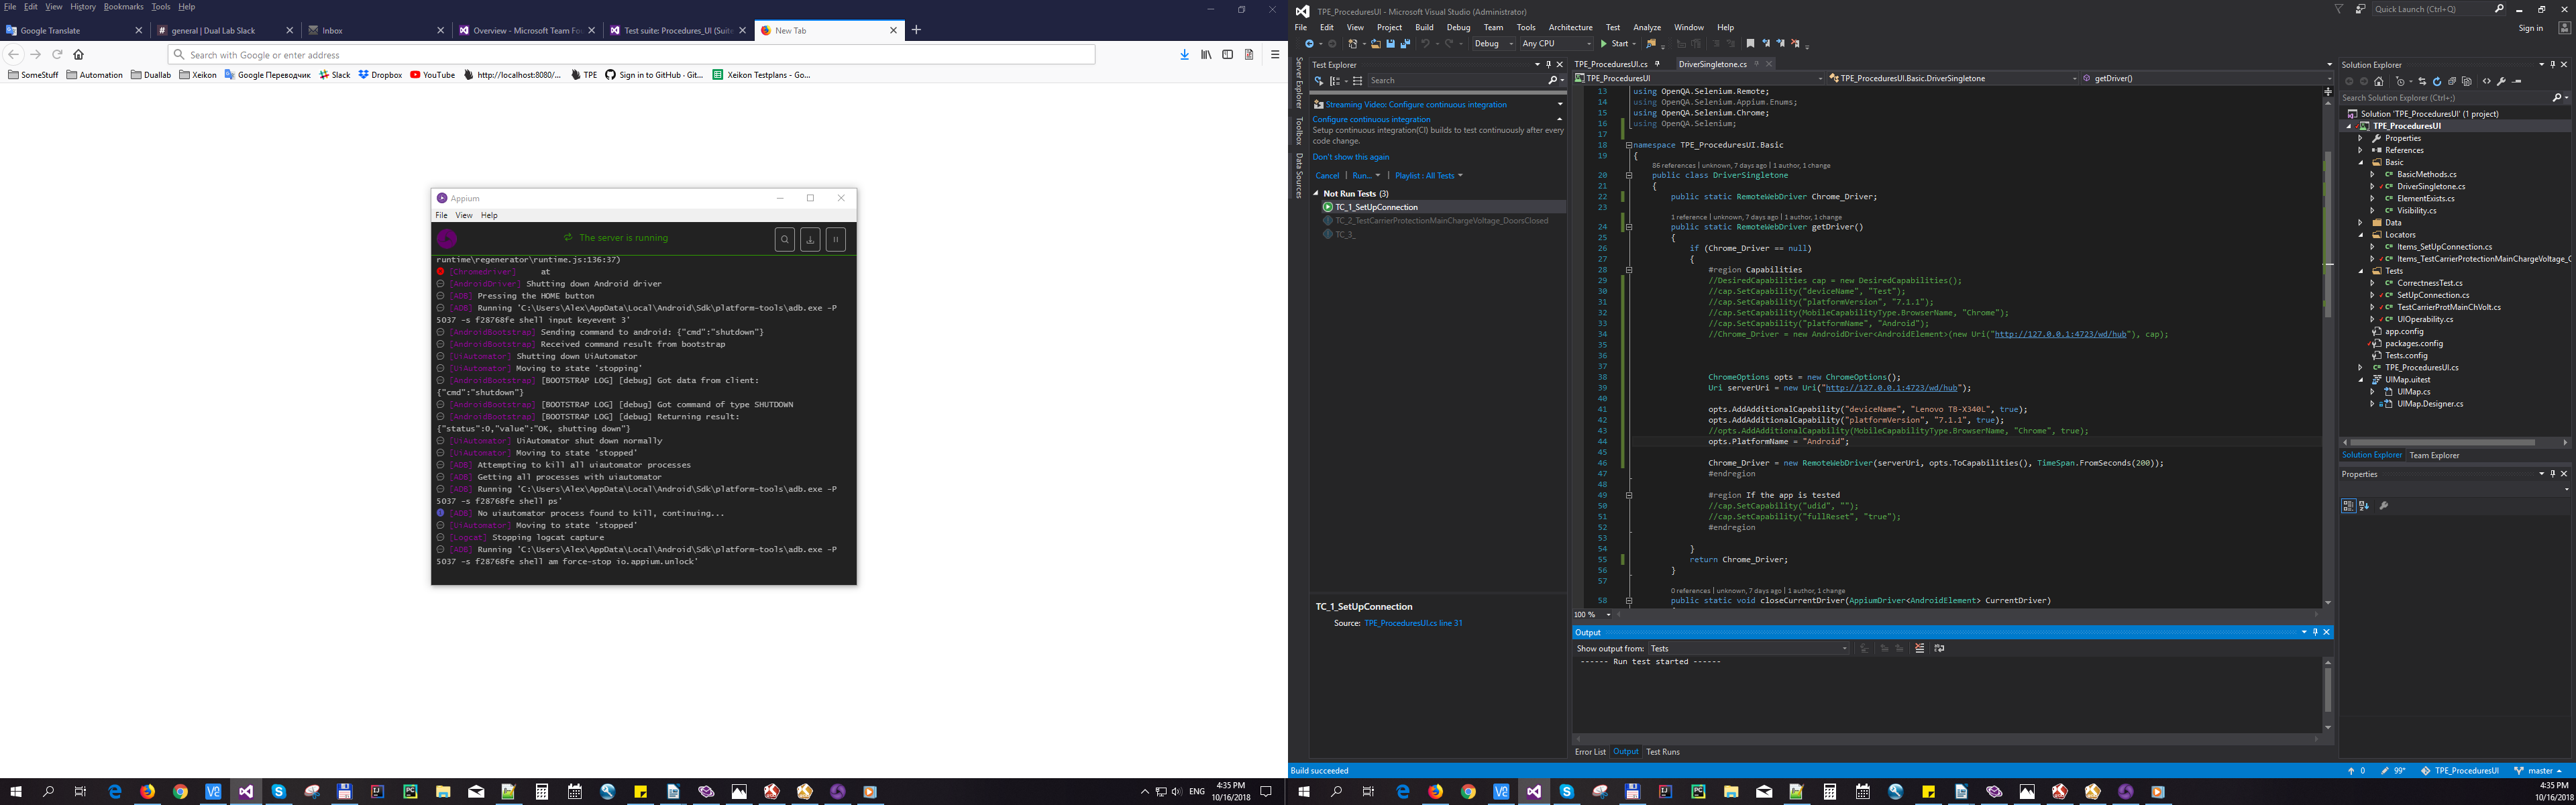 File Edit View History Bookmarks Tools Help
Google Translate
general | Dual Lab Slack
Inbox
Overview - Microsoft Team Fou
Test suite: Procedures_UI (Suite
New Tab
Search with Google or enter address
SomeStuff Automation Duallab Xeikon Google Переводчик Slack Dropbox YouTube http://localhost:8080/... TPE Sign in to GitHub · Git... Xeikon Testplans - Go...
Appium
File View Help
The server is running
runtime\regenerator\runtime.js:136:37)
[Chromedriver] at
[AndroidDriver] Shutting down Android driver
[ADB] Pressing the HOME button
[ADB] Running 'C:\Users\Alex\AppData\Local\Android\Sdk\platform-tools\adb.exe -P
5037 -s f28768fe shell input keyevent 3'
[AndroidBootstrap] Sending command to android: {"cmd":"shutdown"}
[AndroidBootstrap] Received command result from bootstrap
[UiAutomator] Shutting down UiAutomator
[UiAutomator] Moving to state 'stopping'
[AndroidBootstrap] [BOOTSTRAP LOG] [debug] Got data from client:
{"cmd":"shutdown"}
[AndroidBootstrap] [BOOTSTRAP LOG] [debug] Got command of type SHUTDOWN
[AndroidBootstrap] [BOOTSTRAP LOG] [debug] Returning result:
{"status":0,"value":"OK, shutting down"}
[UiAutomator] UiAutomator shut down normally
[UiAutomator] Moving to state 'stopped'
[ADB] Attempting to kill all uiautomator processes
[ADB] Getting all processes with uiautomator
[ADB] Running 'C:\Users\Alex\AppData\Local\Android\Sdk\platform-tools\adb.exe -P
5037 -s f28768fe shell ps'
[ADB] No uiautomator process found to kill, continuing...
[UiAutomator] Moving to state 'stopped'
[Logcat] Stopping logcat capture
[ADB] Running 'C:\Users\Alex\AppData\Local\Android\Sdk\platform-tools\adb.exe -P
5037 -s f28768fe shell am force-stop io.appium.unlock'
ENG
4:35 PM
10/16/2018
TPE_ProceduresUI - Microsoft Visual Studio (Administrator)
Quick Launch (Ctrl+Q)
File Edit View Project Build Debug Team Tools Architecture Test Analyze Window Help
Sign in
Debug Any CPU Start
Server Explorer
Toolbox
Data Sources
Test Explorer
Search
Streaming Video: Configure continuous integration
Configure continuous integration
Setup continuous integration(CI) builds to test continuously after every
code change.
Don't show this again
Cancel | Run... | Playlist : All Tests
Not Run Tests (3)
TC_1_SetUpConnection
TC_2_TestCarrierProtectionMainChargeVoltage_DoorsClosed
TC_3_
TC_1_SetUpConnection
Source: TPE_ProceduresUI.cs line 31
TPE_ProceduresUI.cs DriverSingletone.cs
TPE_ProceduresUI TPE_ProceduresUI.Basic.DriverSingletone getDriver()
13 using OpenQA.Selenium.Remote;
14 using OpenQA.Selenium.Appium.Enums;
15 using OpenQA.Selenium.Chrome;
16 using OpenQA.Selenium;
17
18 namespace TPE_ProceduresUI.Basic
19 {
86 references | unknown, 7 days ago | 1 author, 1 change
20 public class DriverSingletone
21 {
22 public static RemoteWebDriver Chrome_Driver;
23
1 reference | unknown, 7 days ago | 1 author, 1 change
24 public static RemoteWebDriver getDriver()
25 {
26 if (Chrome_Driver == null)
27 {
28 #region Capabilities
29 //DesiredCapabilities cap = new DesiredCapabilities();
30 //cap.SetCapability("deviceName", "Test");
31 //cap.SetCapability("platformVersion", "7.1.1");
32 //cap.SetCapability(MobileCapabilityType.BrowserName, "Chrome");
33 //cap.SetCapability("platformName", "Android");
34 //Chrome_Driver = new AndroidDriver<AndroidElement>(new Uri("http://127.0.0.1:4723/wd/hub"), cap);
35
36
37
38 ChromeOptions opts = new ChromeOptions();
39 Uri serverUri = new Uri("http://127.0.0.1:4723/wd/hub");
40
41 opts.AddAdditionalCapability("deviceName", "Lenovo TB-X340L", true);
42 opts.AddAdditionalCapability("platformVersion", "7.1.1", true);
43 //opts.AddAdditionalCapability(MobileCapabilityType.BrowserName, "Chrome", true);
44 opts.PlatformName = "Android";
45
46 Chrome_Driver = new RemoteWebDriver(serverUri, opts.ToCapabilities(), TimeSpan.FromSeconds(200));
47 #endregion
48
49 #region If the app is tested
50 //cap.SetCapability("udid", "");
51 //cap.SetCapability("fullReset", "true");
52 #endregion
53
54 }
55 return Chrome_Driver;
56 }
57
0 references | unknown, 7 days ago | 1 author, 1 change
58 public static void closeCurrentDriver(AppiumDriver<AndroidElement> CurrentDriver)
100 %
Output
Show output from: Tests
------ Run test started ------
Error List Output Test Runs
Solution Explorer
Search Solution Explorer (Ctrl+;)
Solution 'TPE_ProceduresUI' (1 project)
TPE_ProceduresUI
Properties
References
Basic
BasicMethods.cs
DriverSingletone.cs
ElementExists.cs
Visibility.cs
Data
Locators
Items_SetUpConnection.cs
Items_TestCarrierProtectionMainChargeVoltage_C
Tests
CorrectnessTest.cs
SetUpConnection.cs
TestCarrierProtMainChVolt.cs
UIOperability.cs
app.config
packages.config
Tests.config
TPE_ProceduresUI.cs
UIMap.uitest
UIMap.cs
UIMap.Designer.cs
Solution Explorer Team Explorer
Properties
Build succeeded
0 99* TPE_ProceduresUI master
4:35 PM
10/16/2018